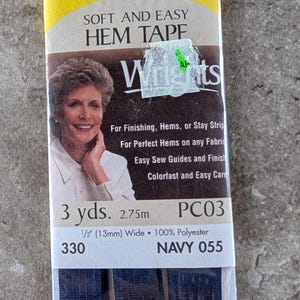 SOFT AND EASY
HEM TAPE
Wrights
For Finishing, Hems, or Stay Strip
For Perfect Hems on any Fabric
Easy Sew Guides and Finish
Colorfast and Easy Care
3 yds. 2.75m PC03
1/2" (13mm) Wide • 100% Polyester
330 NAVY 055